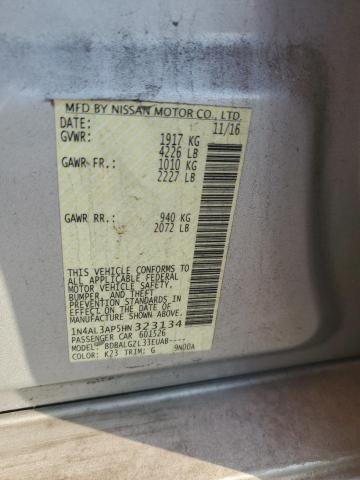 MFD BY NISSAN MOTOR CO., LTD.
DATE: 11/16
GVWR: 1917 KG
4226 LB
GAWR FR.: 1010 KG
2227 LB
GAWR RR.: 940 KG
2072 LB
THIS VEHICLE CONFORMS TO
ALL APPLICABLE FEDERAL
MOTOR VEHICLE SAFETY,
BUMPER, AND THEFT
PREVENTION STANDARDS
IN EFFECT ON THE DATE OF
MANUFACTURE SHOWN ABOVE.
1N4AL3AP5HN323134
PASSENGER CAR 601326
MODEL: BDBALGZL33EUAB----
COLOR: K23 TRIM: G 9N00A